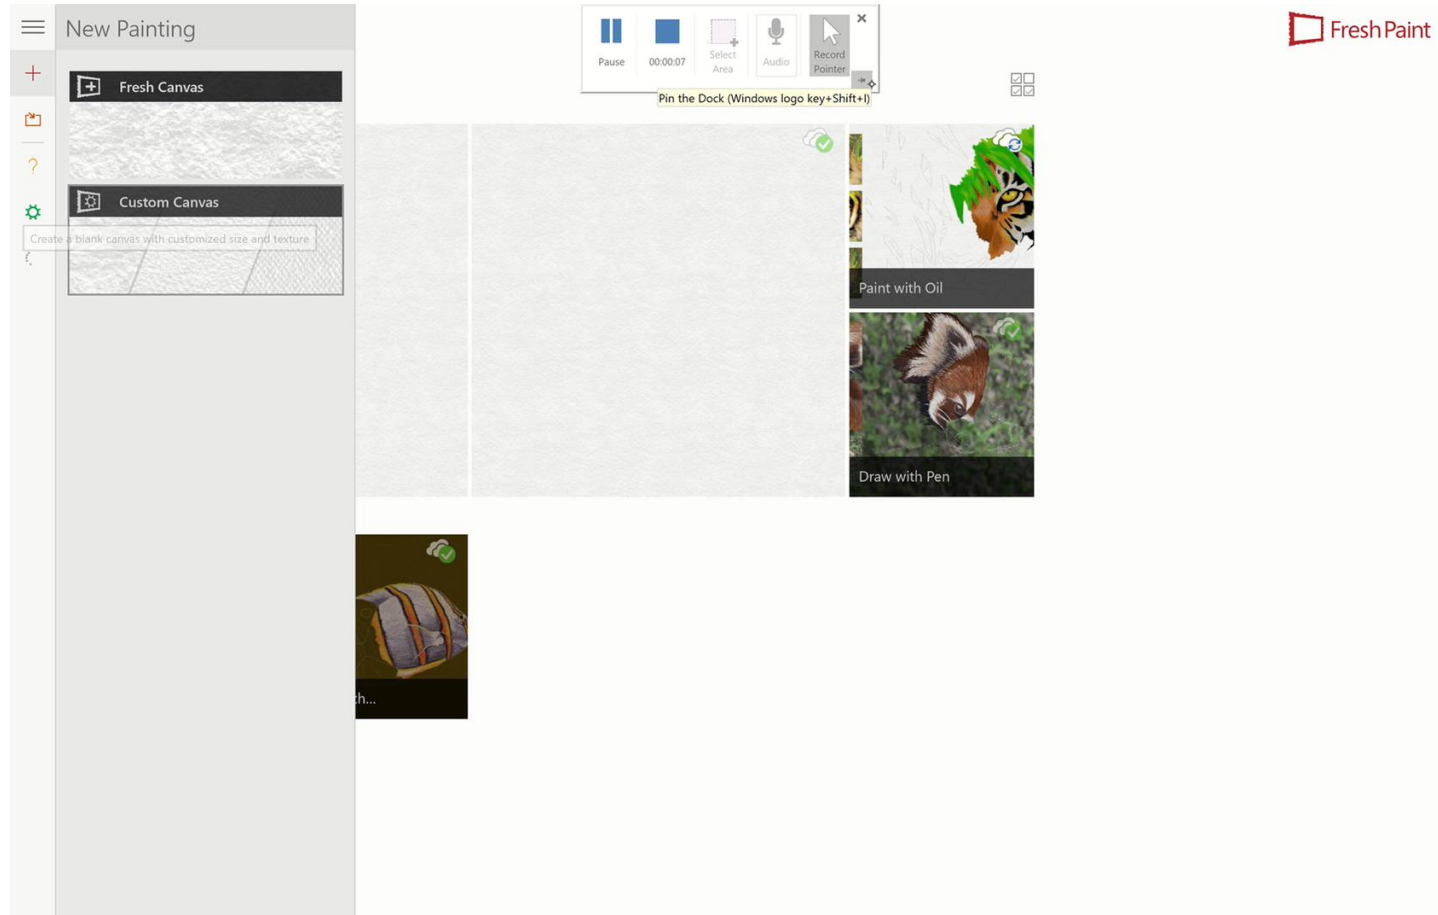 New Painting
Fresh Canvas
Custom Canvas
Create a blank canvas with customized size and texture
Pause
00:00:07
Select
Area
Audio
Record
Pointer
Pin the Dock (Windows logo key+Shift+I)
Fresh Paint
Paint with Oil
Draw with Pen
th...